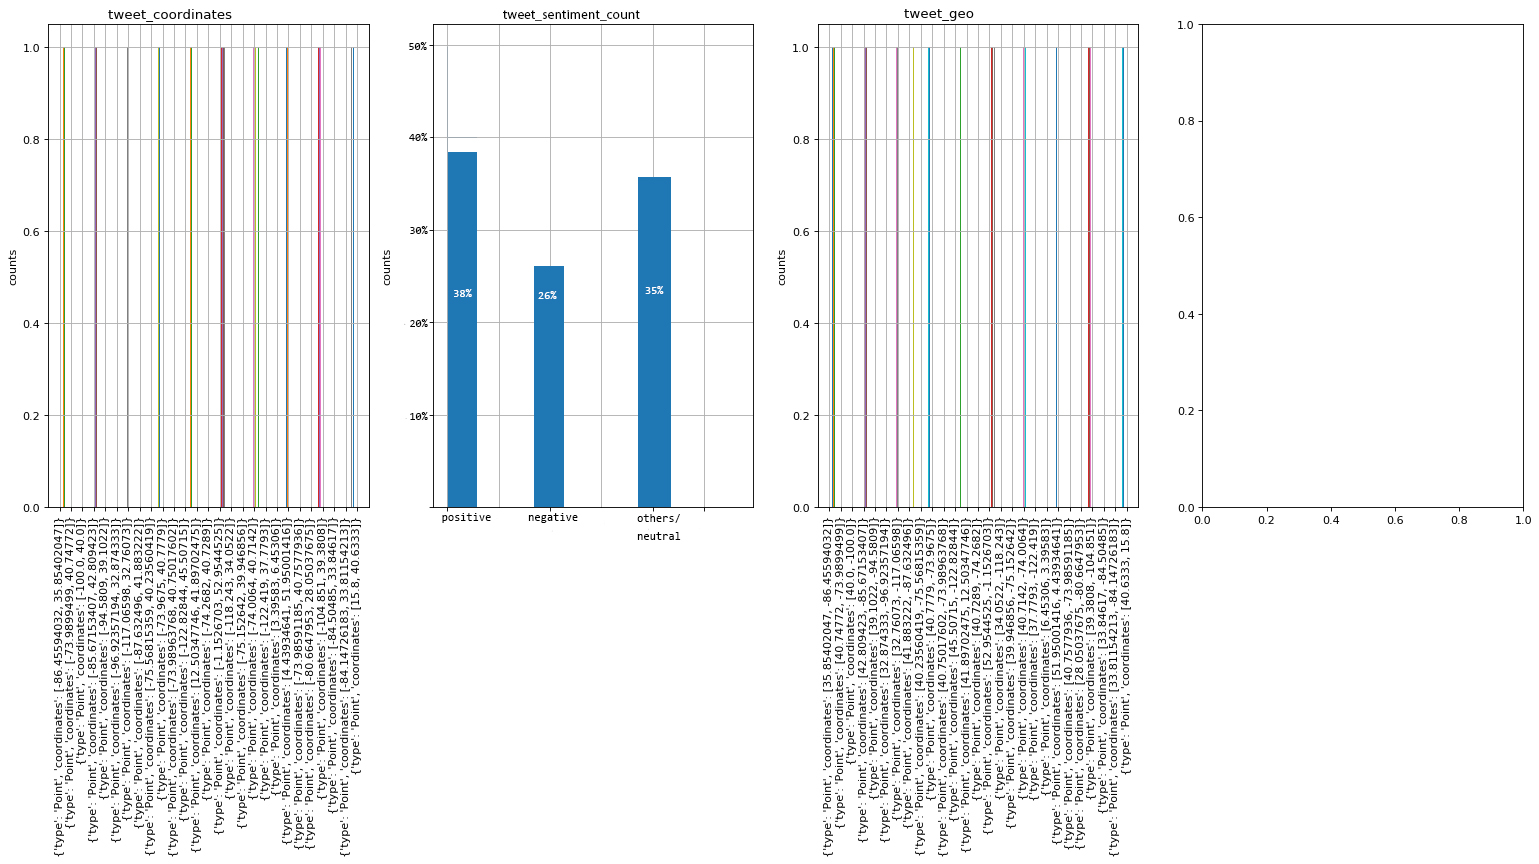 tweet_coordinates
counts
1.0
0.8
0.6
0.4
0.2
0.0
{'type': 'Point', 'coordinates': [-86.45594032, 35.85402047]}
{'type': 'Point', 'coordinates': [-73.9899499, 40.74772]}
{'type': 'Point', 'coordinates': [-100.0, 40.0]}
{'type': 'Point', 'coordinates': [-85.67153407, 42.809423]}
{'type': 'Point', 'coordinates': [-94.5809, 39.1022]}
{'type': 'Point', 'coordinates': [-96.92357194, 32.874333]}
{'type': 'Point', 'coordinates': [-117.06598, 32.76073]}
{'type': 'Point', 'coordinates': [-87.632496, 41.883222]}
{'type': 'Point', 'coordinates': [-75.56815359, 40.23560419]}
{'type': 'Point', 'coordinates': [-73.9675, 40.7779]}
{'type': 'Point', 'coordinates': [-73.98963768, 40.75017602]}
{'type': 'Point', 'coordinates': [-122.82844, 45.50715]}
{'type': 'Point', 'coordinates': [12.50347746, 41.89702475]}
{'type': 'Point', 'coordinates': [-74.2682, 40.7289]}
{'type': 'Point', 'coordinates': [-1.1526703, 52.9544525]}
{'type': 'Point', 'coordinates': [-118.243, 34.0522]}
{'type': 'Point', 'coordinates': [-75.152642, 39.946856]}
{'type': 'Point', 'coordinates': [-74.0064, 40.7142]}
{'type': 'Point', 'coordinates': [-122.419, 37.7793]}
{'type': 'Point', 'coordinates': [3.39583, 6.45306]}
{'type': 'Point', 'coordinates': [4.43934641, 51.95001416]}
{'type': 'Point', 'coordinates': [-73.98591185, 40.7577936]}
{'type': 'Point', 'coordinates': [-80.6647953, 28.05037675]}
{'type': 'Point', 'coordinates': [-104.851, 39.3808]}
{'type': 'Point', 'coordinates': [-84.50485, 33.84617]}
{'type': 'Point', 'coordinates': [-84.14726183, 33.81154213]}
{'type': 'Point', 'coordinates': [15.8, 40.6333]}
tweet_sentiment_count
counts
50%
40%
30%
20%
10%
38%
26%
35%
positive
negative
others/
neutral
tweet_geo
counts
1.0
0.8
0.6
0.4
0.2
0.0
{'type': 'Point', 'coordinates': [35.85402047, -86.45594032]}
{'type': 'Point', 'coordinates': [40.74772, -73.9899499]}
{'type': 'Point', 'coordinates': [40.0, -100.0]}
{'type': 'Point', 'coordinates': [42.809423, -85.67153407]}
{'type': 'Point', 'coordinates': [39.1022, -94.5809]}
{'type': 'Point', 'coordinates': [32.874333, -96.92357194]}
{'type': 'Point', 'coordinates': [32.76073, -117.06598]}
{'type': 'Point', 'coordinates': [41.883222, -87.632496]}
{'type': 'Point', 'coordinates': [40.23560419, -75.56815359]}
{'type': 'Point', 'coordinates': [40.7779, -73.9675]}
{'type': 'Point', 'coordinates': [40.75017602, -73.98963768]}
{'type': 'Point', 'coordinates': [45.50715, -122.82844]}
{'type': 'Point', 'coordinates': [41.89702475, 12.50347746]}
{'type': 'Point', 'coordinates': [40.7289, -74.2682]}
{'type': 'Point', 'coordinates': [52.9544525, -1.1526703]}
{'type': 'Point', 'coordinates': [34.0522, -118.243]}
{'type': 'Point', 'coordinates': [39.946856, -75.152642]}
{'type': 'Point', 'coordinates': [40.7142, -74.0064]}
{'type': 'Point', 'coordinates': [37.7793, -122.419]}
{'type': 'Point', 'coordinates': [6.45306, 3.39583]}
{'type': 'Point', 'coordinates': [51.95001416, 4.43934641]}
{'type': 'Point', 'coordinates': [40.7577936, -73.98591185]}
{'type': 'Point', 'coordinates': [28.05037675, -80.6647953]}
{'type': 'Point', 'coordinates': [39.3808, -104.851]}
{'type': 'Point', 'coordinates': [33.84617, -84.50485]}
{'type': 'Point', 'coordinates': [33.81154213, -84.14726183]}
{'type': 'Point', 'coordinates': [40.6333, 15.8]}
1.0
0.8
0.6
0.4
0.2
0.0
0.0 0.2 0.4 0.6 0.8 1.0